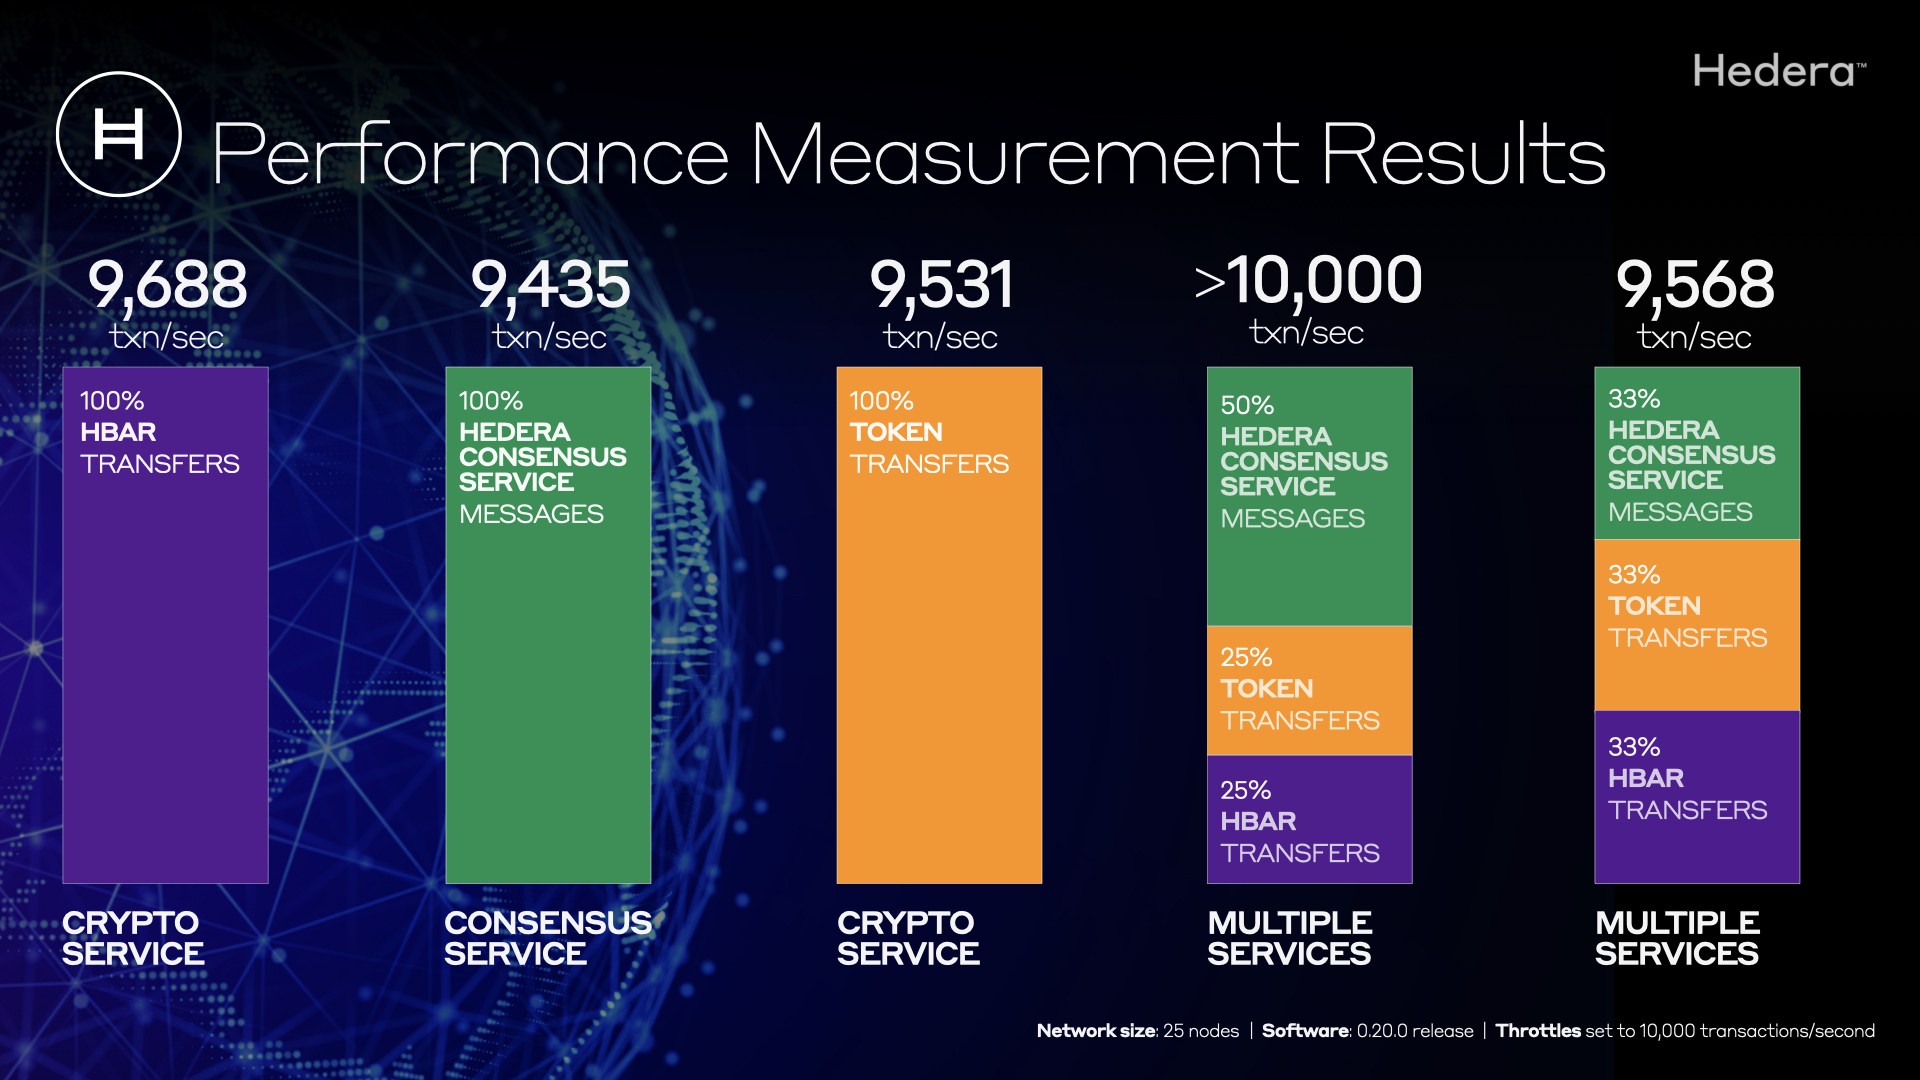 Hedera™
H
Performance Measurement Results
9,688
txn/sec
100%
HBAR
TRANSFERS
CRYPTO
SERVICE
9,435
txn/sec
100%
HEDERA
CONSENSUS
SERVICE
MESSAGES
CONSENSUS
SERVICE
9,531
txn/sec
100%
TOKEN
TRANSFERS
CRYPTO
SERVICE
>10,000
txn/sec
50%
HEDERA
CONSENSUS
SERVICE
MESSAGES
25%
TOKEN
TRANSFERS
25%
HBAR
TRANSFERS
MULTIPLE
SERVICES
9,568
txn/sec
33%
HEDERA
CONSENSUS
SERVICE
MESSAGES
33%
TOKEN
TRANSFERS
33%
HBAR
TRANSFERS
MULTIPLE
SERVICES
Network size: 25 nodes | Software: 0.20.0 release | Throttles set to 10,000 transactions/second